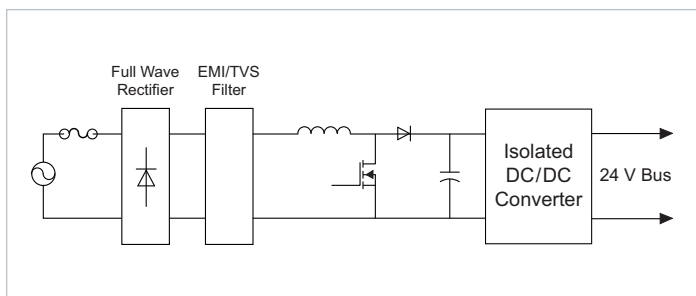 Full Wave
Rectifier
EMI/TVS
Filter
Isolated
DC/DC
Converter
24 V Bus